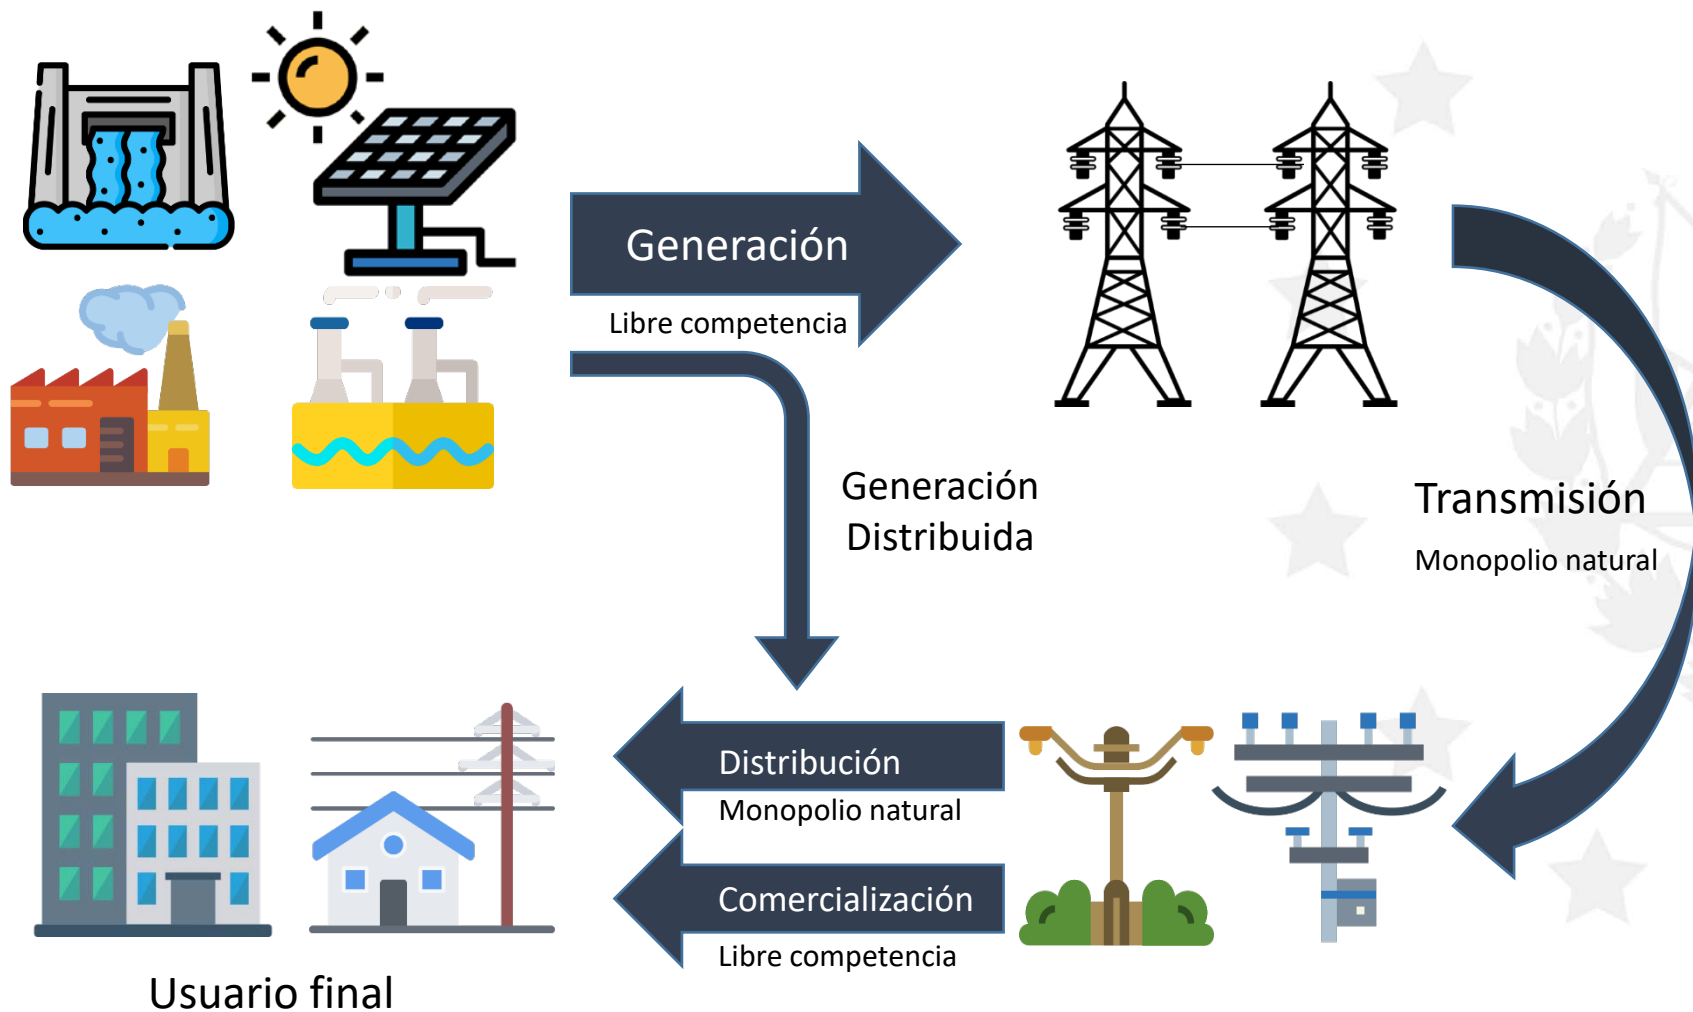 Generación
Libre competencia
Generación
Distribuida
Transmisión
Monopolio natural
Distribución
Monopolio natural
Comercialización
Libre competencia
Usuario final